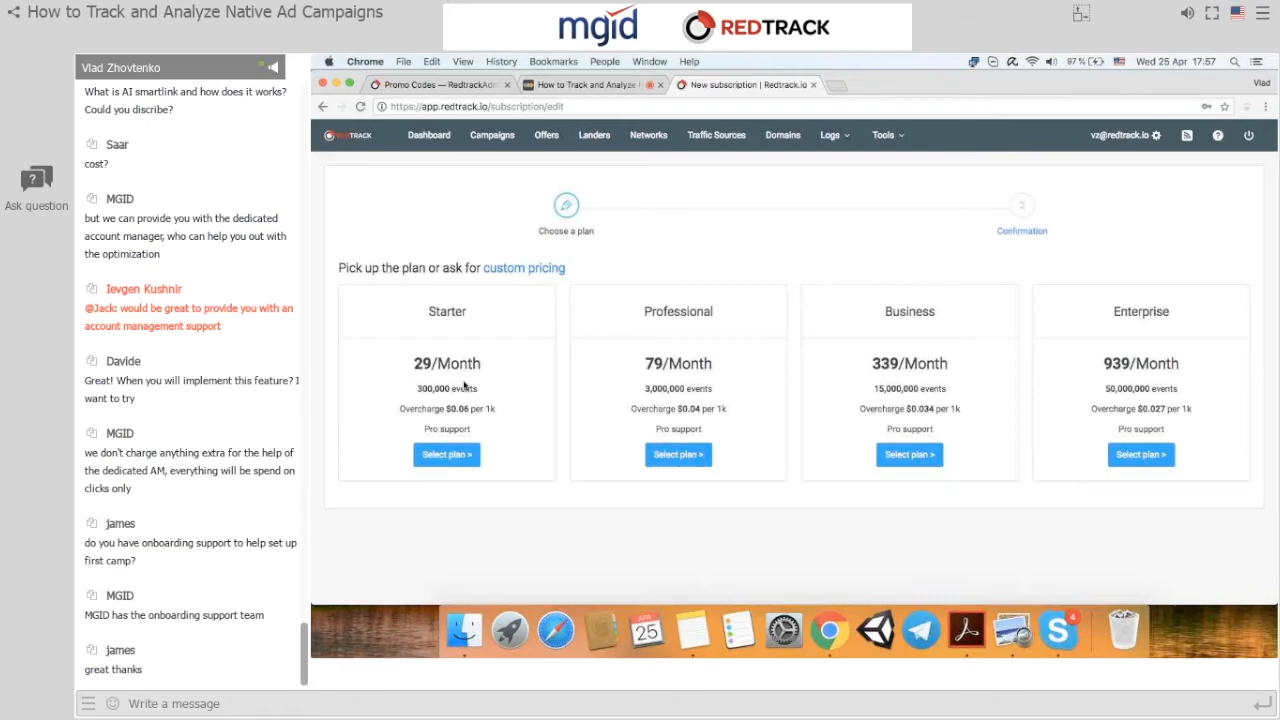 How to Track and Analyze Native Ad Campaigns
mgid REDTRACK
Vlad Zhovtenko
What is AI smartlink and how does it works?
Could you discribe?
Saar
cost?
MGID
but we can provide you with the dedicated
account manager, who can help you out with
the optimization
Ievgen Kushnir
@Jack: would be great to provide you with an
account management support
Davide
Great! When you will implement this feature? I
want to try
MGID
we don't charge anything extra for the help of
the dedicated AM, everything will be spend on
clicks only
james
do you have onboarding support to help set up
first camp?
MGID
MGID has the onboarding support team
james
great thanks
Ask question
Write a message
Chrome File Edit View History Bookmarks People Window Help 97% Wed 25 Apr 17:57
Promo Codes — RedtrackAdm How to Track and Analyze New subscription | Redtrack.io
https://app.redtrack.io/subscription/edit
REDTRACK Dashboard Campaigns Offers Landers Networks Traffic Sources Domains Logs Tools vz@redtrack.io
2
Choose a plan Confirmation
Pick up the plan or ask for custom pricing
Starter Professional Business Enterprise
29/Month 79/Month 339/Month 939/Month
300,000 events 3,000,000 events 15,000,000 events 50,000,000 events
Overcharge $0.06 per 1k Overcharge $0.04 per 1k Overcharge $0.034 per 1k Overcharge $0.027 per 1k
Pro support Pro support Pro support Pro support
Select plan > Select plan > Select plan > Select plan >
APR
25
4